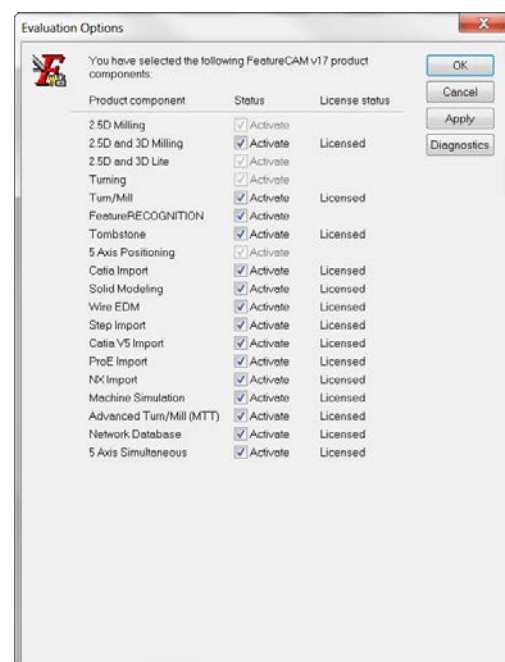 Evaluation Options
You have selected the following FeatureCAM v17 product
components:
OK
Cancel
Apply
Diagnostics
Product component Status License status
2.5D Milling Activate
2.5D and 3D Milling Activate Licensed
2.5D and 3D Lite Activate
Turning Activate
Turn/Mill Activate Licensed
FeatureRECOGNITION Activate
Tombstone Activate Licensed
5 Axis Positioning Activate
Catia Import Activate Licensed
Solid Modeling Activate Licensed
Wire EDM Activate Licensed
Step Import Activate Licensed
Catia V5 Import Activate Licensed
ProE Import Activate Licensed
NX Import Activate Licensed
Machine Simulation Activate Licensed
Advanced Turn/Mill (MTT) Activate Licensed
Network Database Activate Licensed
5 Axis Simultaneous Activate Licensed